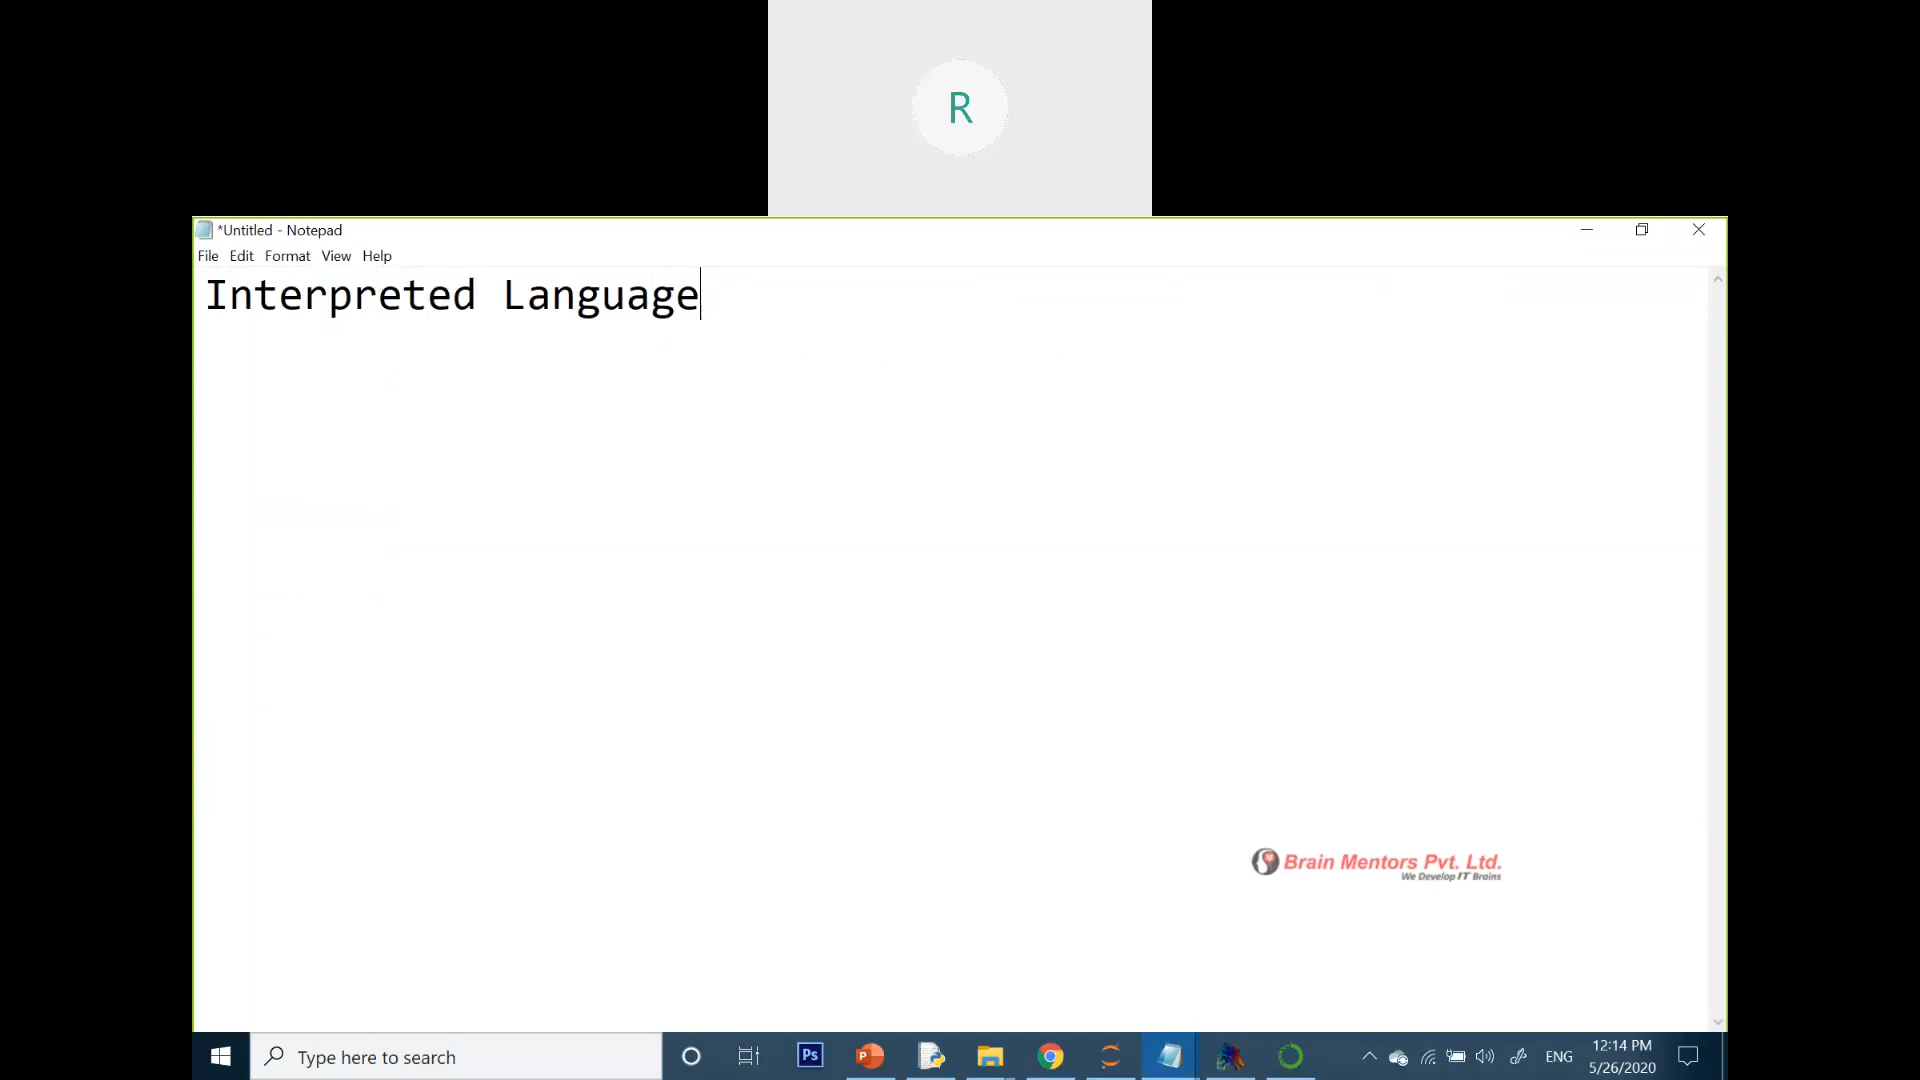 R
*Untitled - Notepad
File Edit Format View Help
Interpreted Language
Brain Mentors Pvt. Ltd.
We Develop IT Brains
Type here to search
Ps
P
ENG
12:14 PM
5/26/2020